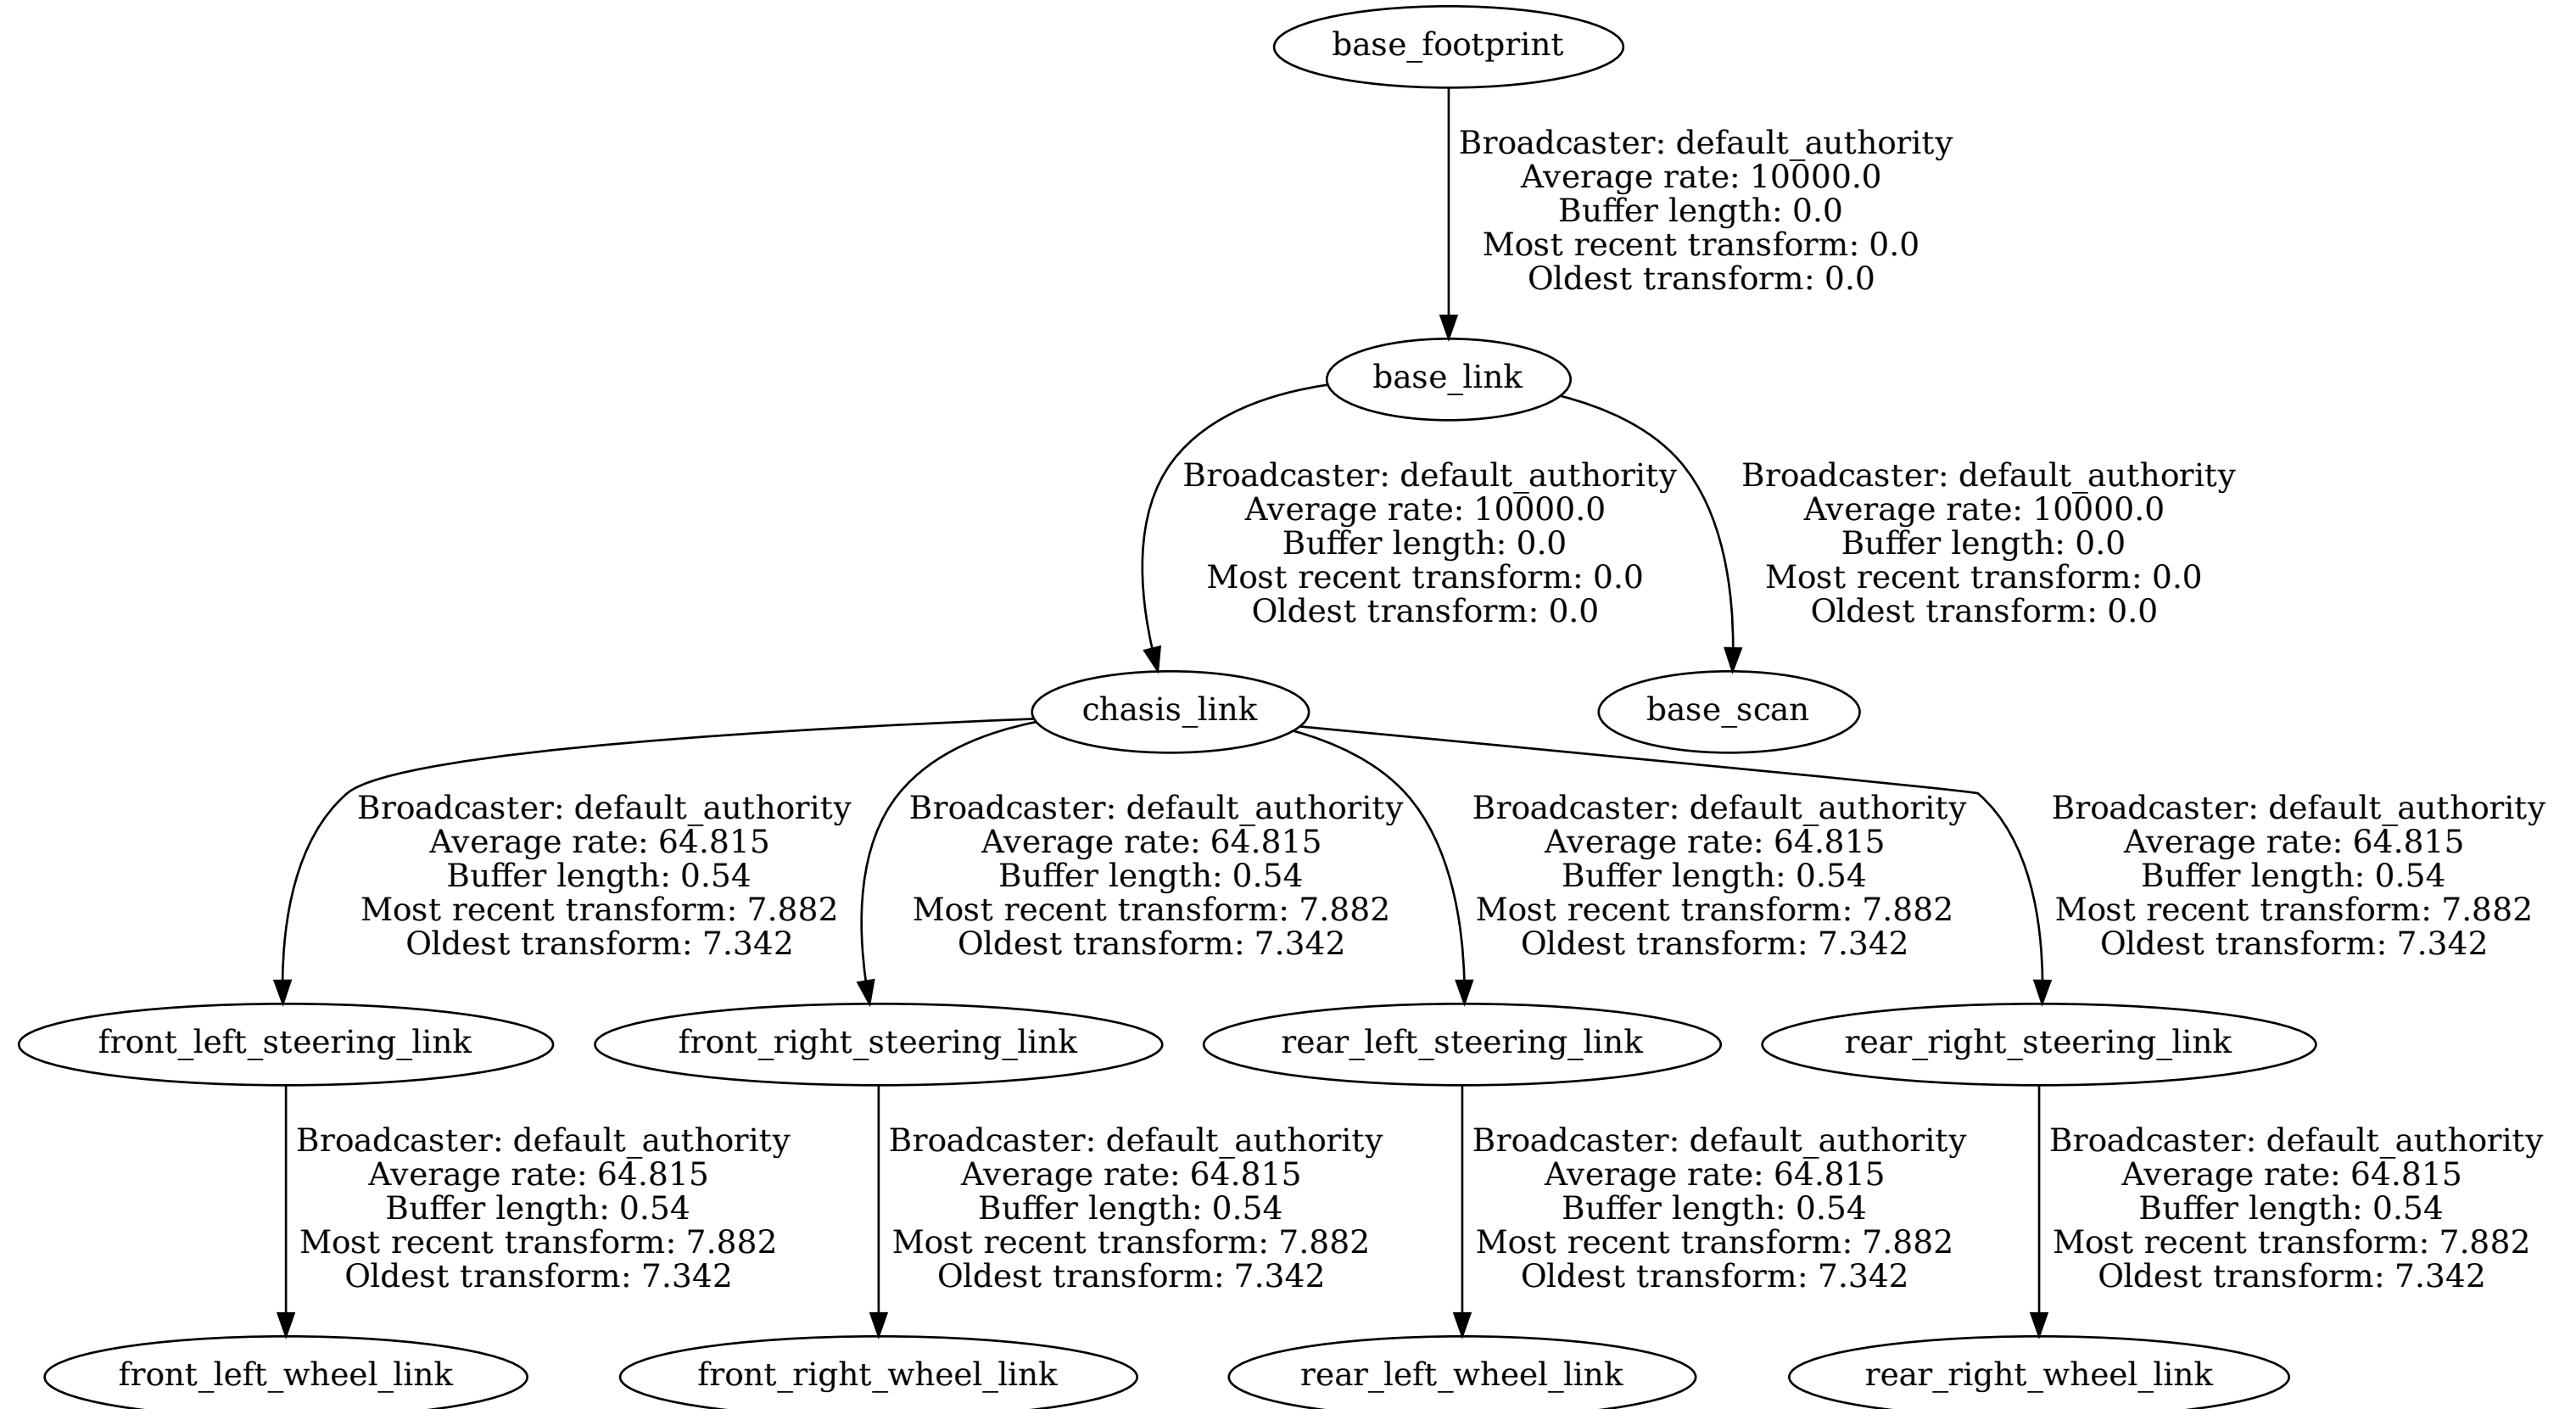 base_footprint
Broadcaster: default_authority
Average rate: 10000.0
Buffer length: 0.0
Most recent transform: 0.0
Oldest transform: 0.0
base_link
Broadcaster: default_authority
Average rate: 10000.0
Buffer length: 0.0
Most recent transform: 0.0
Oldest transform: 0.0
Broadcaster: default_authority
Average rate: 10000.0
Buffer length: 0.0
Most recent transform: 0.0
Oldest transform: 0.0
chasis_link
base_scan
Broadcaster: default_authority
Average rate: 64.815
Buffer length: 0.54
Most recent transform: 7.882
Oldest transform: 7.342
Broadcaster: default_authority
Average rate: 64.815
Buffer length: 0.54
Most recent transform: 7.882
Oldest transform: 7.342
Broadcaster: default_authority
Average rate: 64.815
Buffer length: 0.54
Most recent transform: 7.882
Oldest transform: 7.342
Broadcaster: default_authority
Average rate: 64.815
Buffer length: 0.54
Most recent transform: 7.882
Oldest transform: 7.342
front_left_steering_link
front_right_steering_link
rear_left_steering_link
rear_right_steering_link
Broadcaster: default_authority
Average rate: 64.815
Buffer length: 0.54
Most recent transform: 7.882
Oldest transform: 7.342
Broadcaster: default_authority
Average rate: 64.815
Buffer length: 0.54
Most recent transform: 7.882
Oldest transform: 7.342
Broadcaster: default_authority
Average rate: 64.815
Buffer length: 0.54
Most recent transform: 7.882
Oldest transform: 7.342
Broadcaster: default_authority
Average rate: 64.815
Buffer length: 0.54
Most recent transform: 7.882
Oldest transform: 7.342
front_left_wheel_link
front_right_wheel_link
rear_left_wheel_link
rear_right_wheel_link